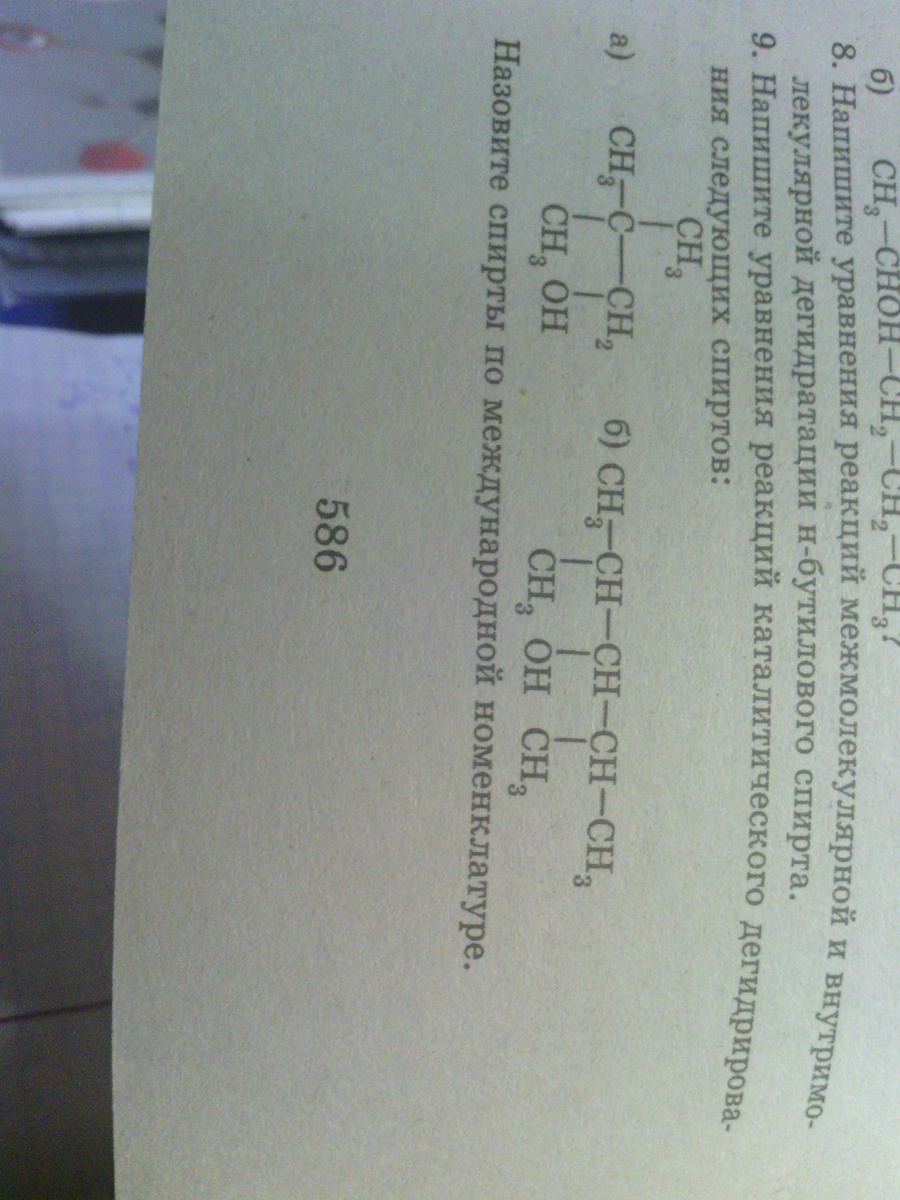 б) CH₃—CHOH—CH₂—CH₂—CH₃?
8. Напишите уравнения реакций межмолекулярной и внутримо-
лекулярной дегидратации н-бутилового спирта.
9. Напишите уравнения реакций каталитического дегидрирова-
ния следующих спиртов:
CH₃
|
а) CH₃—C—CH₂ б) CH₃—CH—CH—CH—CH₃
| | | | |
CH₃ OH CH₃ OH CH₃
Назовите спирты по международной номенклатуре.
586